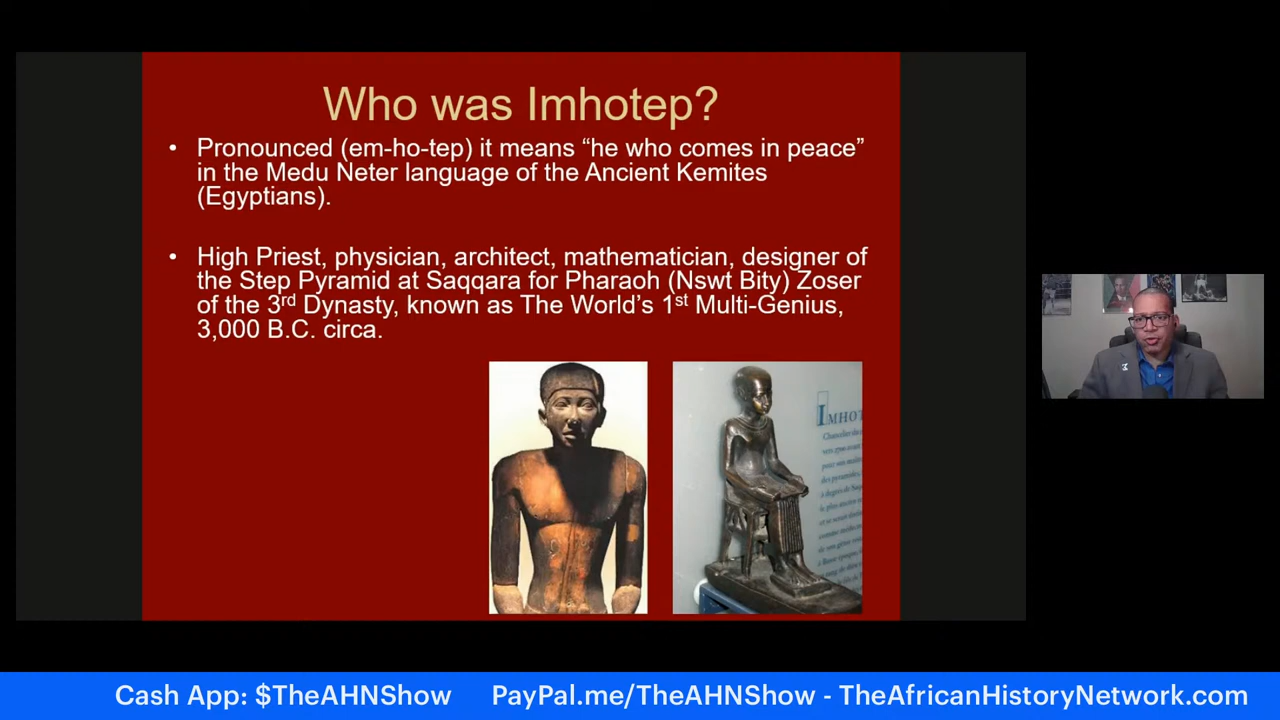 Who was Imhotep?
• Pronounced (em-ho-tep) it means “he who comes in peace”
in the Medu Neter language of the Ancient Kemites
(Egyptians).
• High Priest, physician, architect, mathematician, designer of
the Step Pyramid at Saqqara for Pharaoh (Nswt Bity) Zoser
of the 3rd Dynasty, known as The World’s 1st Multi-Genius,
3,000 B.C. circa.
IMHOT
Cash App: $TheAHNShow PayPal.me/TheAHNShow - TheAfricanHistoryNetwork.com